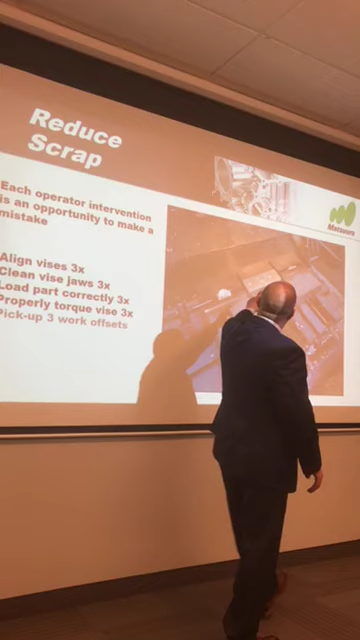 Reduce
Scrap
Each operator intervention
is an opportunity to make a
mistake
Align vises 3x
Clean vise jaws 3x
Load part correctly 3x
Properly torque vise 3x
Pick-up 3 work offsets
Matsuura